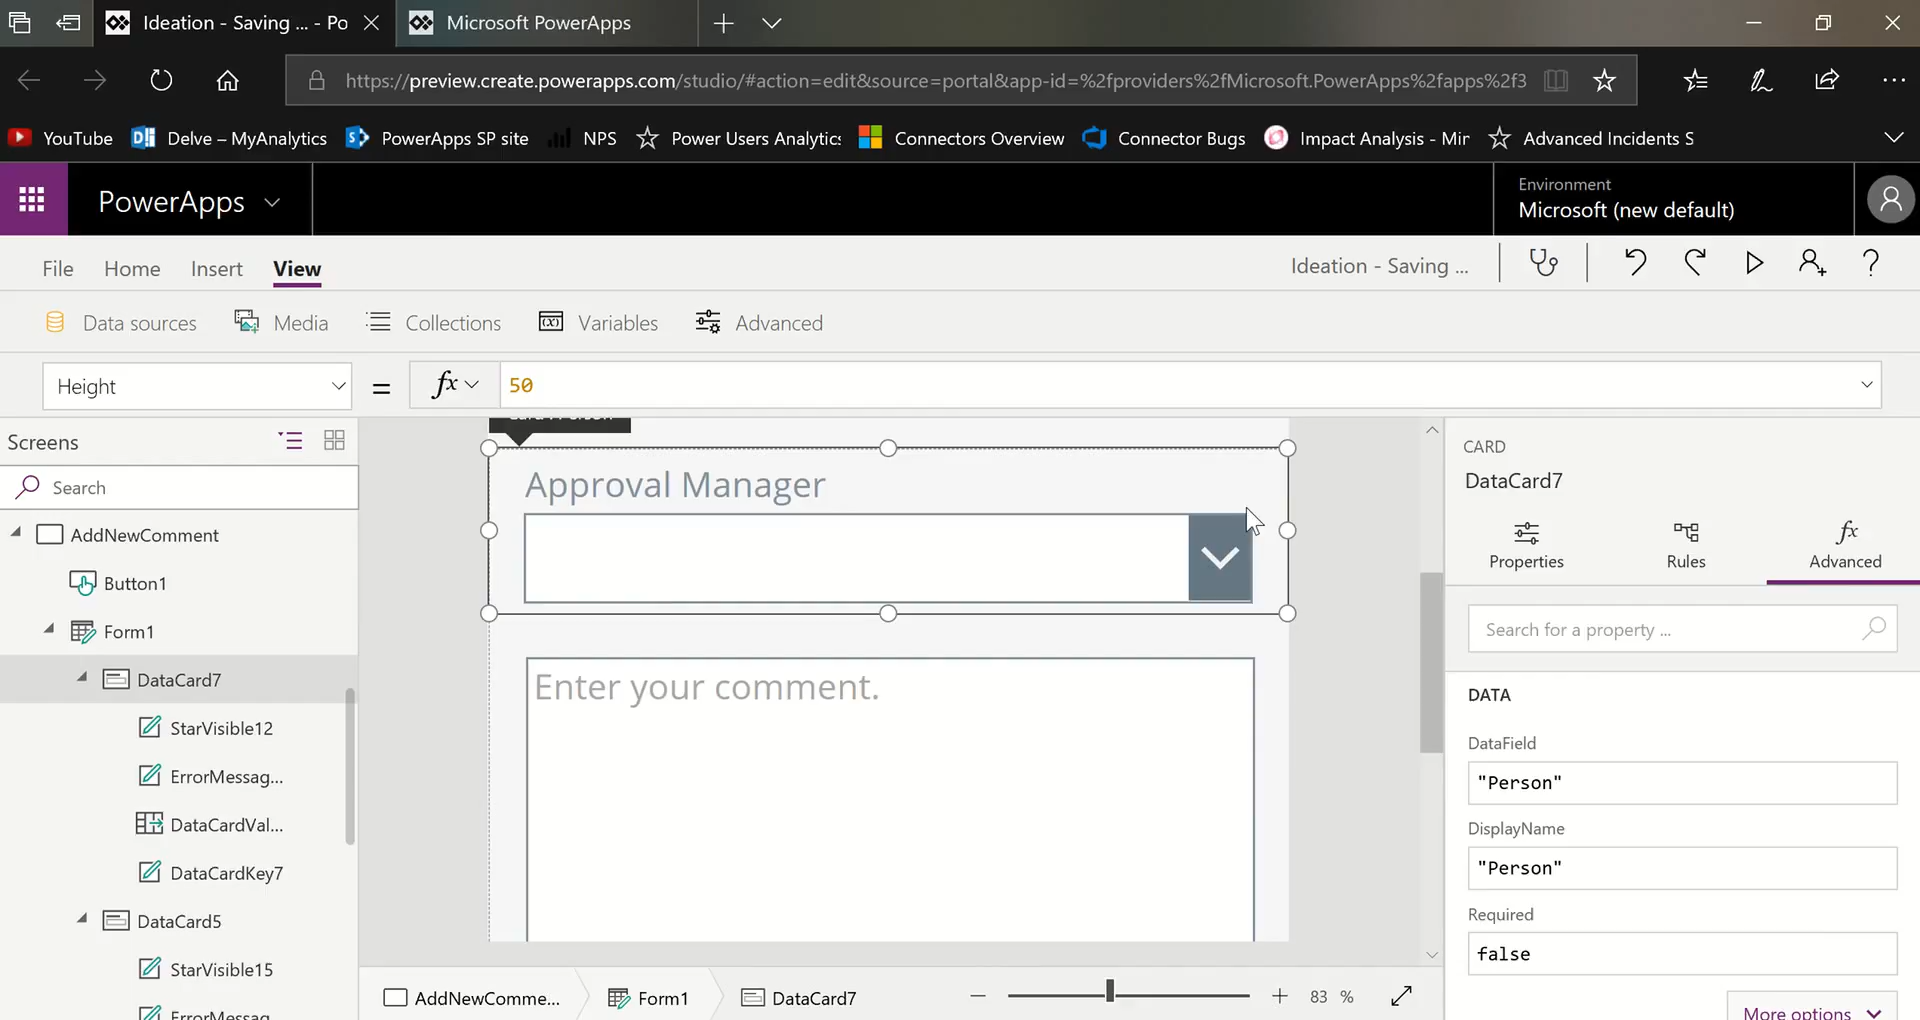 Ideation - Saving ... - Po
Microsoft PowerApps
https://preview.create.powerapps.com/studio/#action=edit&source=portal&app-id=%2fproviders%2fMicrosoft.PowerApps%2fapps%2f3
YouTube
Delve – MyAnalytics
PowerApps SP site
NPS
Power Users Analytics
Connectors Overview
Connector Bugs
Impact Analysis - Mir
Advanced Incidents S
PowerApps
Environment
Microsoft (new default)
File
Home
Insert
View
Ideation - Saving ...
Data sources
Media
Collections
Variables
Advanced
Height
=
fx
50
Screens
Search
AddNewComment
Button1
Form1
DataCard7
StarVisible12
ErrorMessag...
DataCardVal...
DataCardKey7
DataCard5
StarVisible15
ErrorMessag
Approval Manager
Enter your comment.
CARD
DataCard7
Properties
Rules
fx
Advanced
Search for a property ...
DATA
DataField
"Person"
DisplayName
"Person"
Required
false
More options
AddNewComme...
Form1
DataCard7
83 %